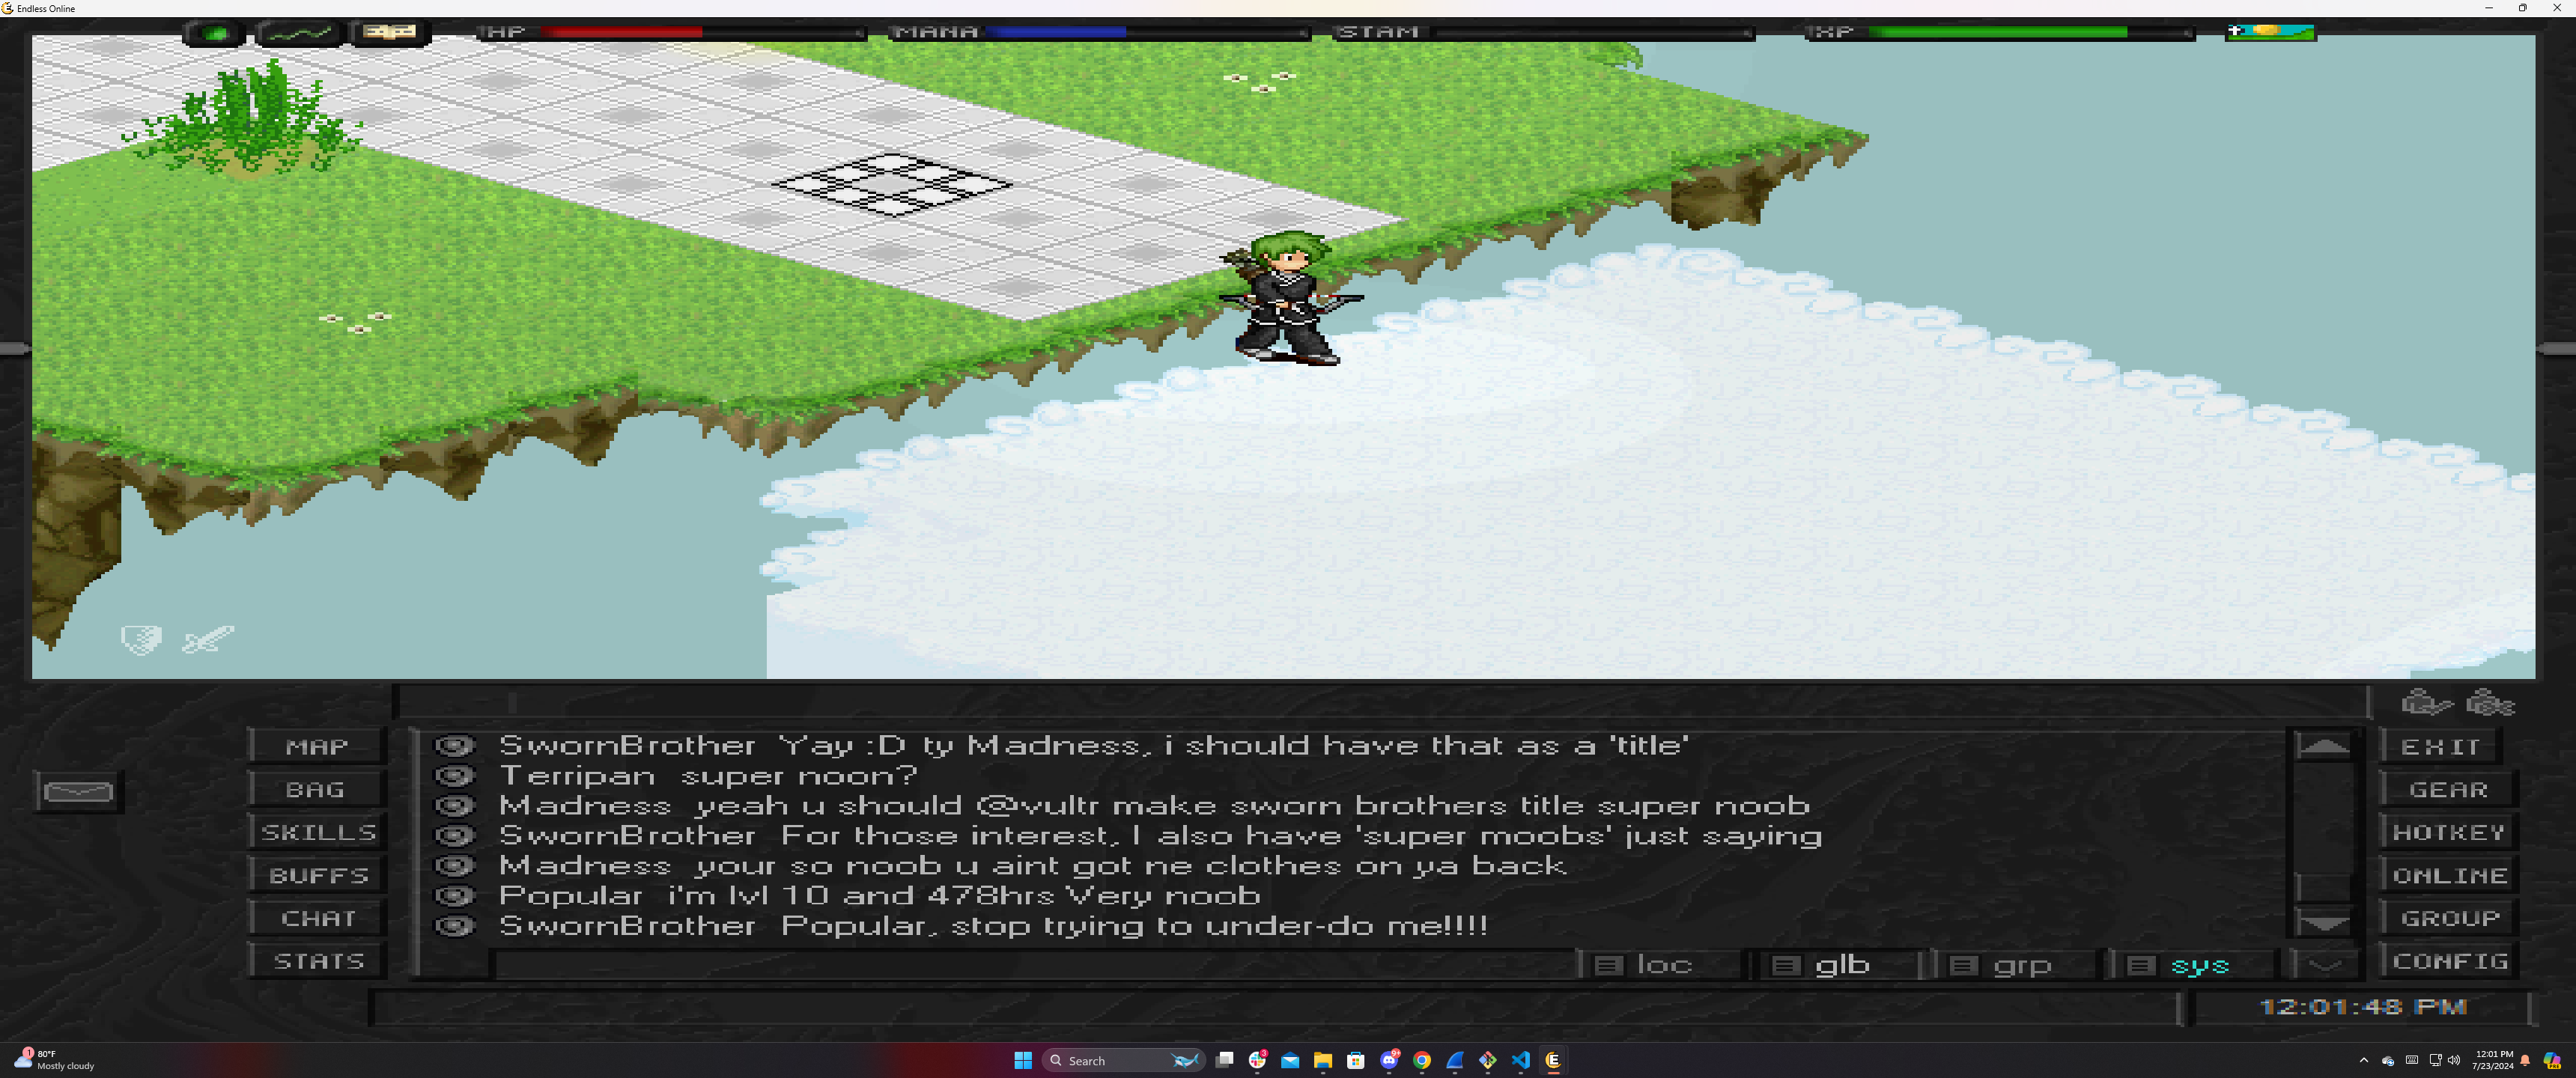 Endless Online
HP
MANA
STAM
XP
MAP
BAG
SKILLS
BUFFS
CHAT
STATS
SwornBrother Yay :D ty Madness, i should have that as a 'title'
Terripan super noon?
Madness yeah u should @vultr make sworn brothers title super noob
SwornBrother For those interest, I also have 'super moobs' just saying
Madness your so noob u aint got ne clothes on ya back
Popular i'm lvl 10 and 478hrs Very noob
SwornBrother Popular, stop trying to under-do me!!!!
loc
glb
grp
sys
EXIT
GEAR
HOTKEY
ONLINE
GROUP
CONFIG
12:01:48 PM
1
80°F
Mostly cloudy
Search
3
9+
12:01 PM
7/23/2024
PRE